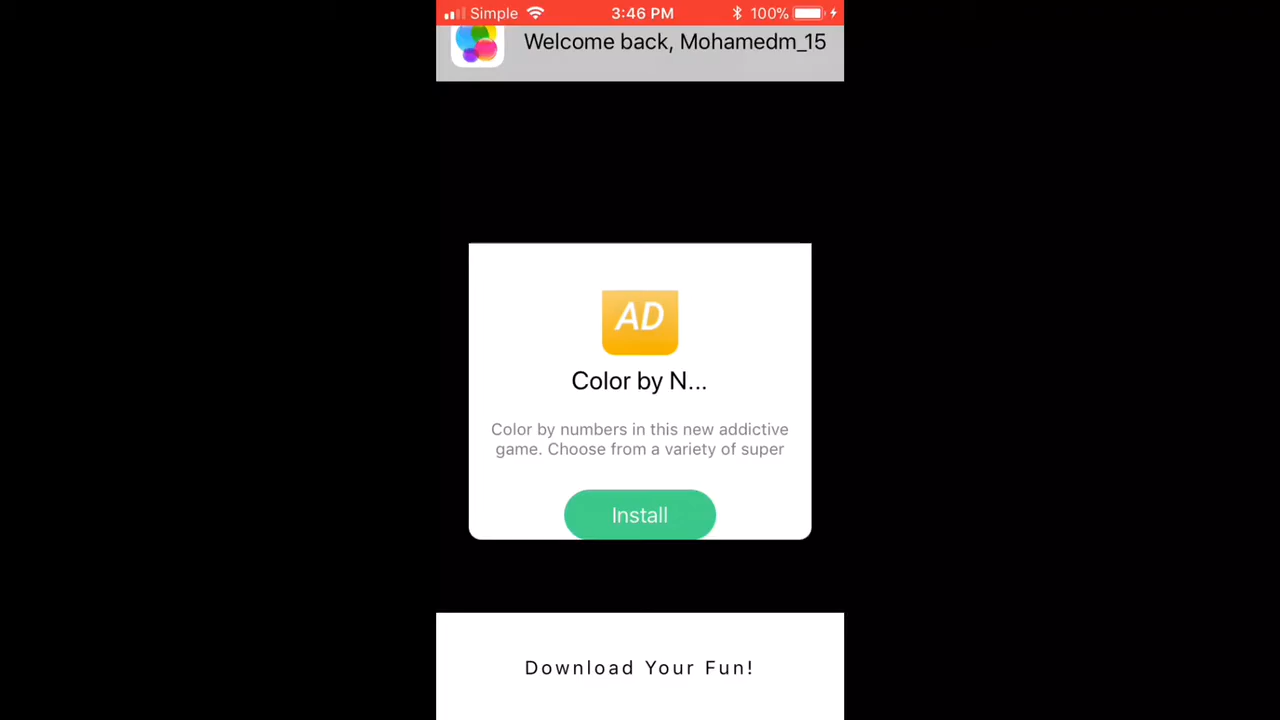 Simple 3:46 PM 100%
Welcome back, Mohamedm_15
AD
Color by N...
Color by numbers in this new addictive
game. Choose from a variety of super
Install
Download Your Fun!